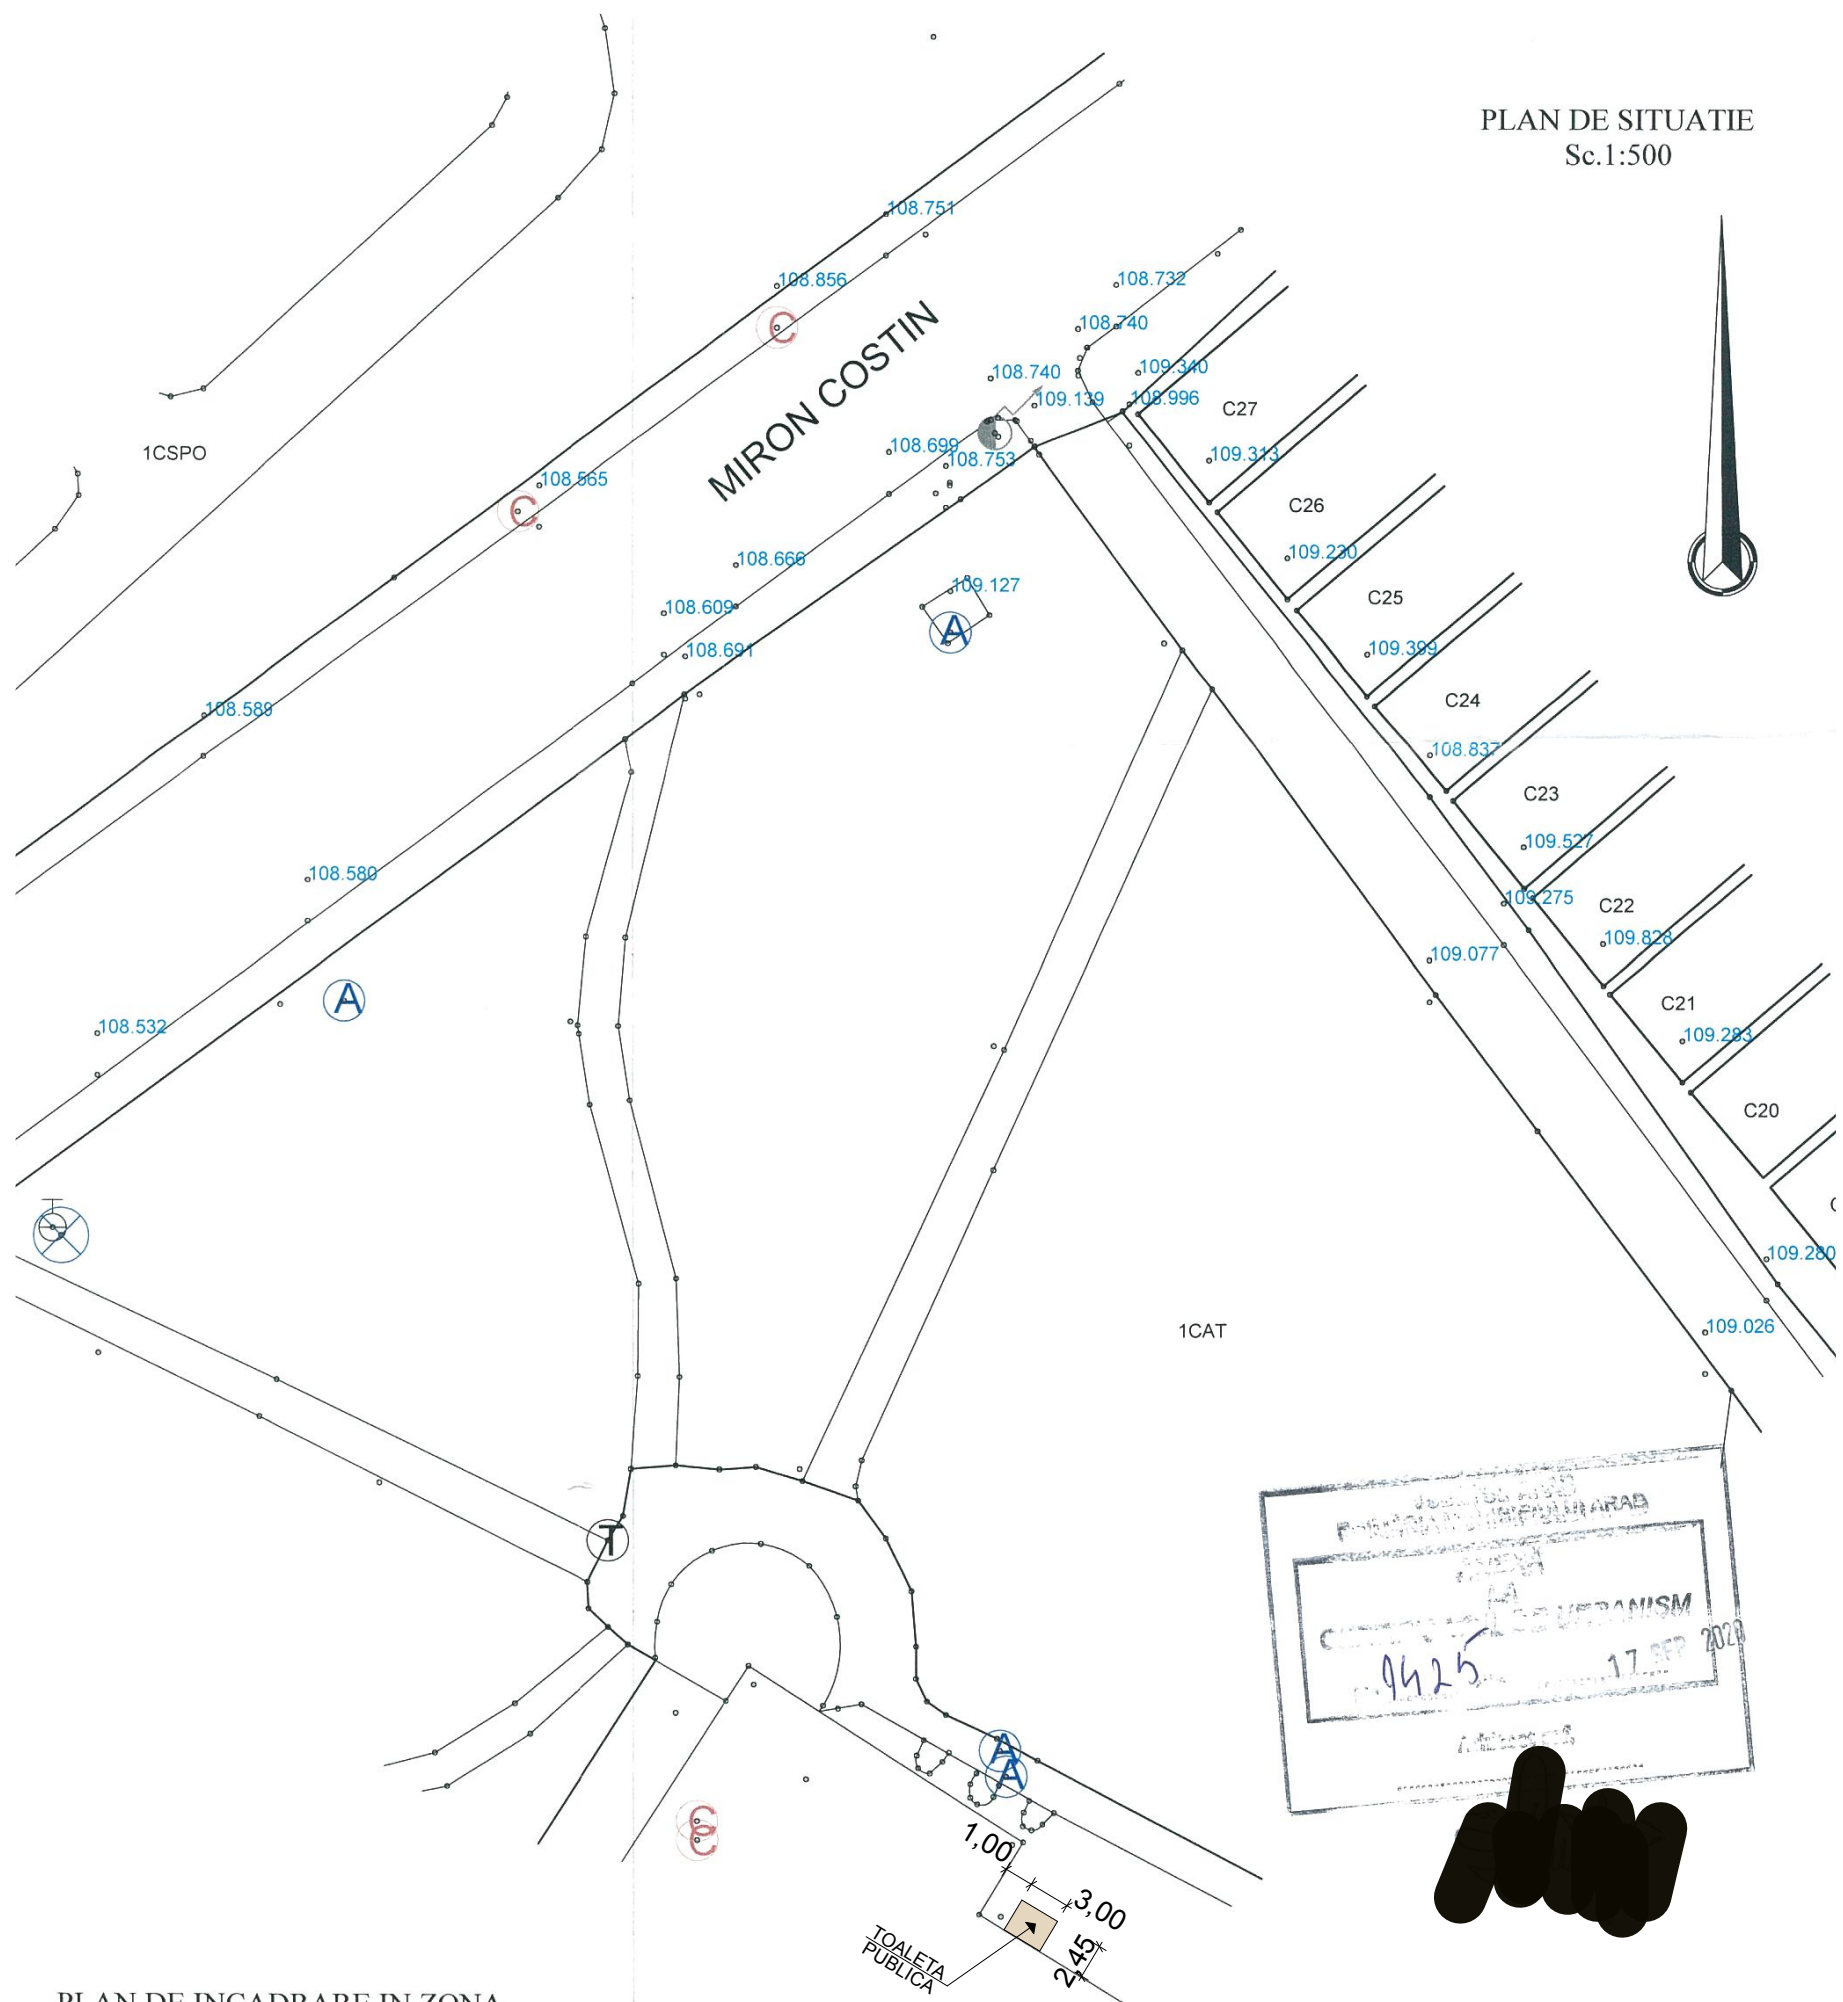 PLAN DE SITUATIE
Sc.1:500
108.751
108.856
108.732
108.740
108.740
109.340
109.139
108.996
MIRON COSTIN
C27
1CSPO
108.699
108.753
109.313
108.565
C
C
C26
109.230
108.666
109.127
108.609
A
C25
108.691
109.399
C24
108.589
108.837
C23
109.527
108.580
109.275
C22
109.828
109.077
A
C21
109.283
108.532
C20
109.280
1CAT
109.026
T
ARAD
URBANISM
1425
17 SEP 2020
A
A
C
C
1,00
3,00
2,45
TOALETA
PUBLICA
PLAN DE INCADRARE IN ZONA